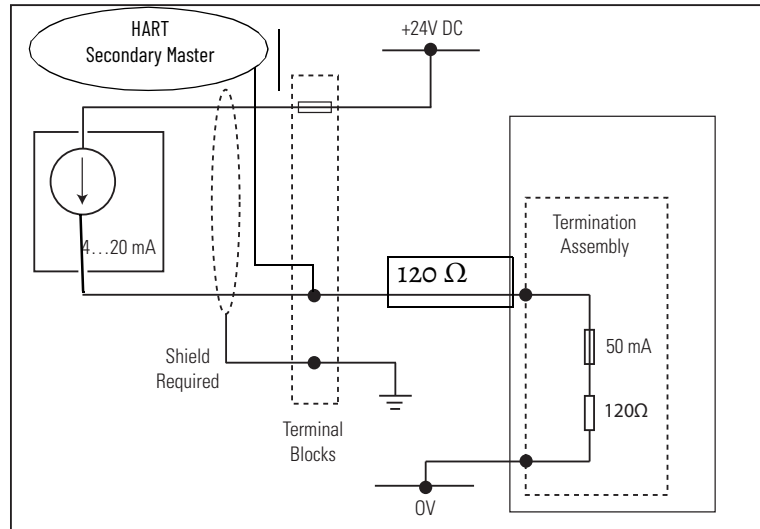 HART
Secondary Master
+24V DC
4…20 mA
Termination
Assembly
120 Ω
50 mA
Shield
Required
120Ω
Terminal
Blocks
0V